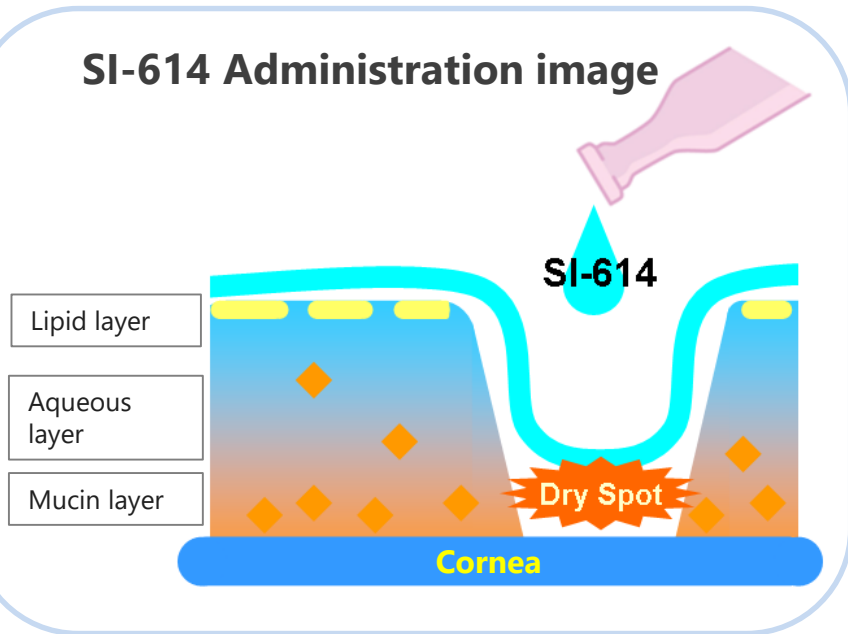 SI-614 Administration image
SI-614
Lipid layer
Aqueous
layer
Mucin layer
Dry Spot
Cornea